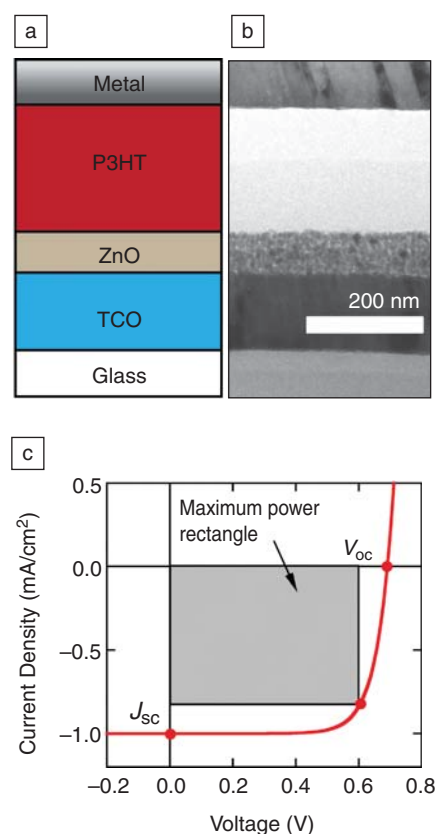 a
b
Metal
P3HT
ZnO
TCO
Glass
200 nm
c
Current Density (mA/cm²)
0.5
0.0
–0.5
–1.0
Maximum power
rectangle
Voc
Jsc
–0.2
0.0
0.2
0.4
0.6
0.8
Voltage (V)